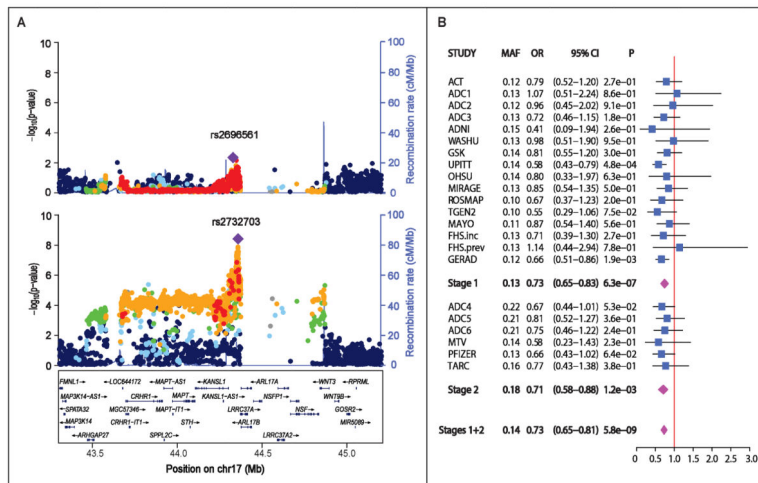 A
10
8
6
4
2
0
−log10(p-value)
100
80
60
40
20
0
Recombination rate (cM/Mb)
rs2696561
10
8
6
4
2
0
−log10(p-value)
100
80
60
40
20
0
Recombination rate (cM/Mb)
rs2732703
FMNL1→ ←LOC644172 MAPT-AS1 ←KANSL1 ←ARL17A WNT3 ←RPRML
MAP3K14-AS1→ CRHR1→ MAPT→ KANSL1-AS1→ NSFP1→ WNT9B→
←SPATA32 MGC57346→ MAPT-IT1→ LRRC37A→ NSF→ GOSR2→
←MAP3K14 CRHR1-IT1→ STH→ ←ARL17B MIR5089→
←ARHGAP27 SPPL2C→ LRRC37A2→
43.5 44.0 44.5 45.0
Position on chr17 (Mb)
B
STUDY MAF OR 95% CI P
ACT 0.12 0.79 (0.52−1.20) 2.7e−01
ADC1 0.13 1.07 (0.51−2.24) 8.6e−01
ADC2 0.12 0.96 (0.45−2.02) 9.1e−01
ADC3 0.13 0.72 (0.46−1.15) 1.8e−01
ADNI 0.15 0.41 (0.09−1.94) 2.6e−01
WASHU 0.13 0.98 (0.51−1.90) 9.5e−01
GSK 0.14 0.81 (0.55−1.20) 3.0e−01
UPITT 0.14 0.58 (0.43−0.79) 4.8e−04
OHSU 0.14 0.80 (0.33−1.97) 6.3e−01
MIRAGE 0.13 0.85 (0.54−1.35) 5.0e−01
ROSMAP 0.10 0.67 (0.37−1.23) 2.0e−01
TGEN2 0.10 0.55 (0.29−1.06) 7.5e−02
MAYO 0.11 0.87 (0.54−1.40) 5.6e−01
FHS.inc 0.13 0.71 (0.39−1.30) 2.7e−01
FHS.prev 0.13 1.14 (0.44−2.94) 7.8e−01
GERAD 0.12 0.66 (0.51−0.86) 1.9e−03
Stage 1 0.13 0.73 (0.65−0.83) 6.3e−07
ADC4 0.22 0.67 (0.44−1.01) 5.3e−02
ADC5 0.21 0.81 (0.52−1.27) 3.6e−01
ADC6 0.21 0.75 (0.46−1.22) 2.4e−01
MTV 0.14 0.58 (0.23−1.43) 2.3e−01
PFIZER 0.13 0.66 (0.43−1.02) 6.4e−02
TARC 0.16 0.77 (0.43−1.38) 3.8e−01
Stage 2 0.18 0.71 (0.58−0.88) 1.2e−03
Stages 1+2 0.14 0.73 (0.65−0.81) 5.8e−09
0.0 0.5 1.0 1.5 2.0 2.5 3.0